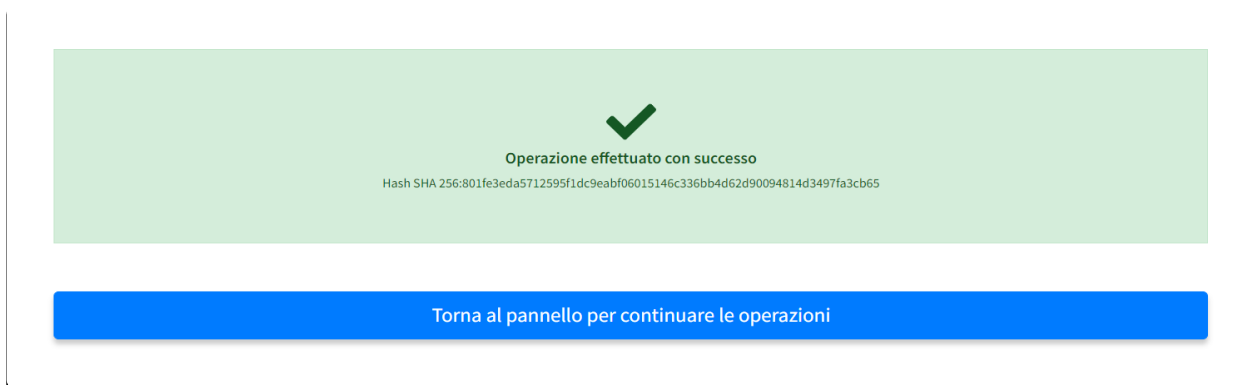 Operazione effettuato con successo
Hash SHA 256:801fe3eda5712595f1dc9eabf06015146c336bb4d62d90094814d3497fa3cb65
Torna al pannello per continuare le operazioni